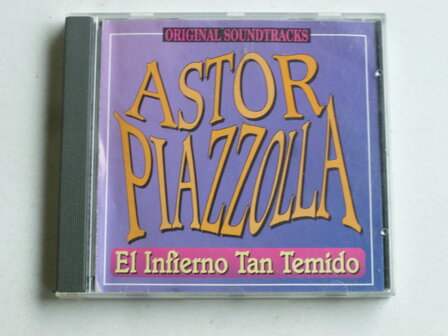 ORIGINAL SOUNDTRACKS
ASTOR
PIAZZOLLA
El Infierno Tan Temido